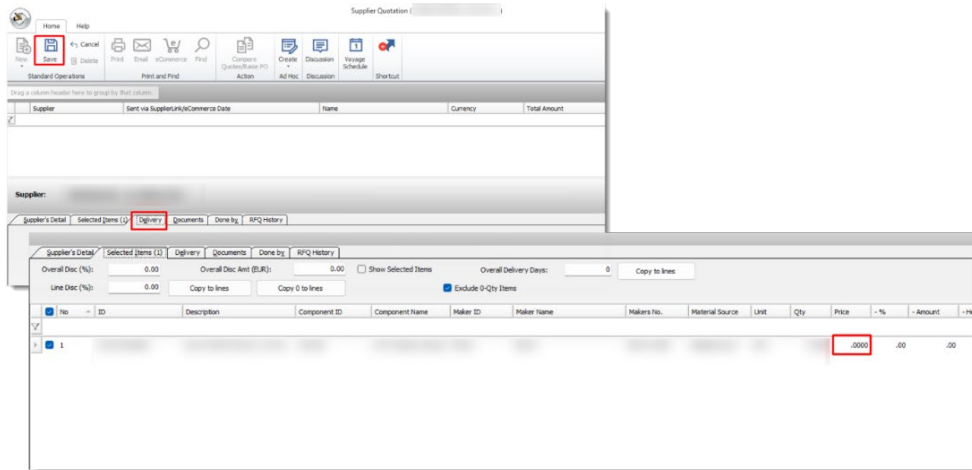 Supplier Quotation (
Home Help
New Save Cancel Delete Print Email eCommerce Find Compare Quotes/Raise PO Create Discussion Voyage Schedule
Standard Operations Print and Find Action Ad Hoc Discussion Shortcut
Drag a column header here to group by that column.
Supplier Sent via SupplierLink/eCommerce Date Name Currency Total Amount
Supplier:
Supplier's Detail Selected Items (1) Delivery Documents Done by RFQ History
Supplier's Detail Selected Items (1) Delivery Documents Done by RFQ History
Overall Disc (%): 0.00 Overall Disc Amt (EUR): 0.00 Show Selected Items Overall Delivery Days: 0 Copy to lines
Line Disc (%): 0.00 Copy to lines Copy 0 to lines Exclude 0-Qty Items
No ID Description Component ID Component Name Maker ID Maker Name Makers No. Material Source Unit Qty Price - % - Amount
1 .0000 .00 .00